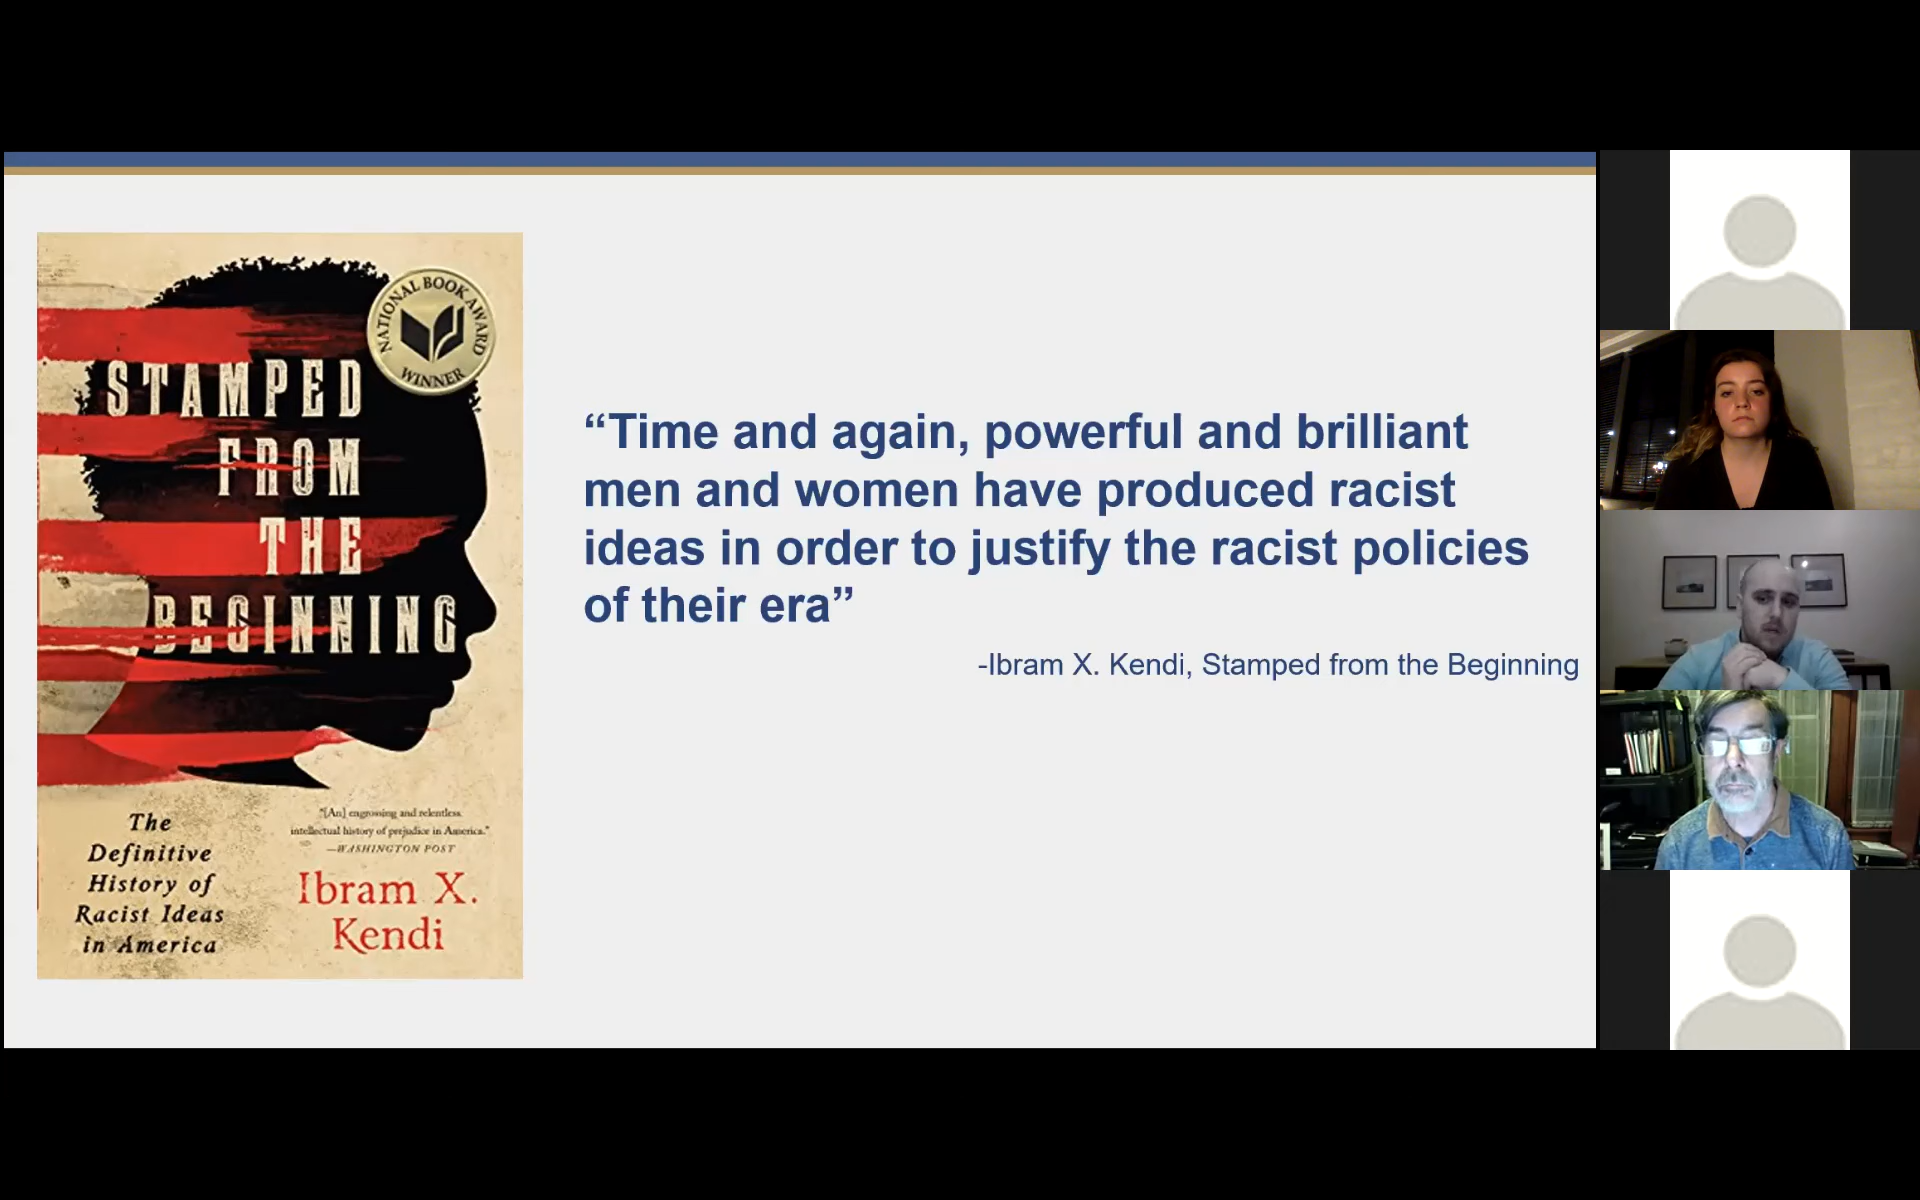 NATIONAL BOOK AWARD
WINNER
STAMPED
FROM
THE
BEGINNING
The
Definitive
History of
Racist Ideas
in America
"[An] engrossing and relentless
intellectual history of prejudice in America."
—WASHINGTON POST
Ibram X.
Kendi
“Time and again, powerful and brilliant
men and women have produced racist
ideas in order to justify the racist policies
of their era”
-Ibram X. Kendi, Stamped from the Beginning